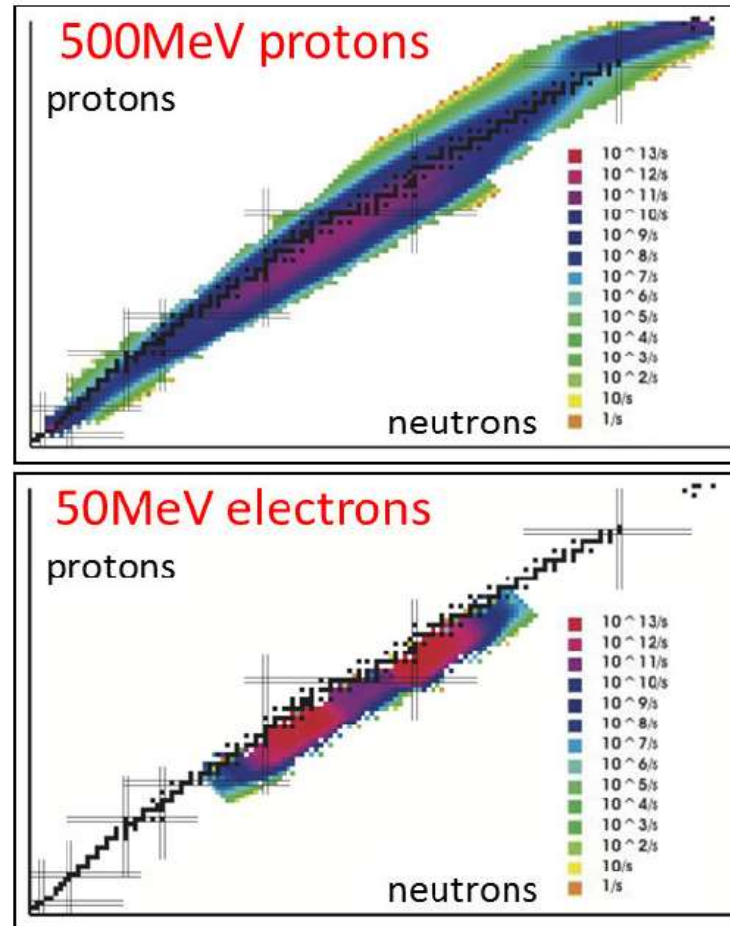 500MeV protons
protons
10^13/s
10^12/s
10^11/s
10^10/s
10^9/s
10^8/s
10^7/s
10^6/s
10^5/s
10^4/s
10^3/s
10^2/s
10/s
1/s
neutrons
50MeV electrons
protons
10^13/s
10^12/s
10^11/s
10^10/s
10^9/s
10^8/s
10^7/s
10^6/s
10^5/s
10^4/s
10^3/s
10^2/s
10/s
1/s
neutrons